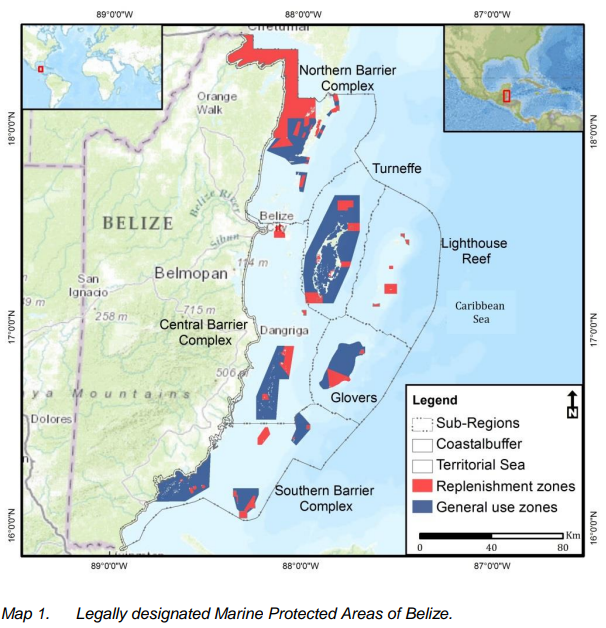 89°0'0"W
88°0'0"W
87°0'0"W
Chetumal
Northern Barrier
Complex
Orange
Walk
18°0'0"N
18°0'0"N
Turneffe
BELIZE
Belize River
Belize
City
Sibun
Lighthouse
Reef
114 m
Belmopan
San
Ignacio
9 m
715 m
258 m
Caribbean
Sea
17°0'0"N
17°0'0"N
Central Barrier
Complex
Dangriga
506
Glovers
ya Mountains
Dolores
Legend
Sub-Regions
Coastalbuffer
Territorial Sea
Replenishment zones
General use zones
Km
0 40 80
Southern Barrier
Complex
16°0'0"N
16°0'0"N
Livingston
89°0'0"W
88°0'0"W
87°0'0"W
Map 1. Legally designated Marine Protected Areas of Belize.